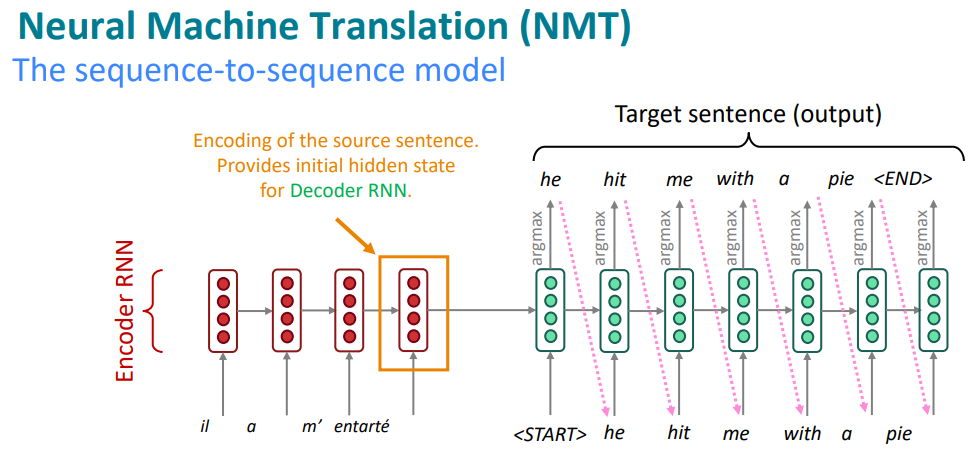 Neural Machine Translation (NMT)
The sequence-to-sequence model
Target sentence (output)
Encoding of the source sentence.
Provides initial hidden state
for Decoder RNN.
he hit me with a pie <END>
argmax argmax argmax argmax argmax argmax argmax
Encoder RNN
il a m’ entarté
<START> he hit me with a pie